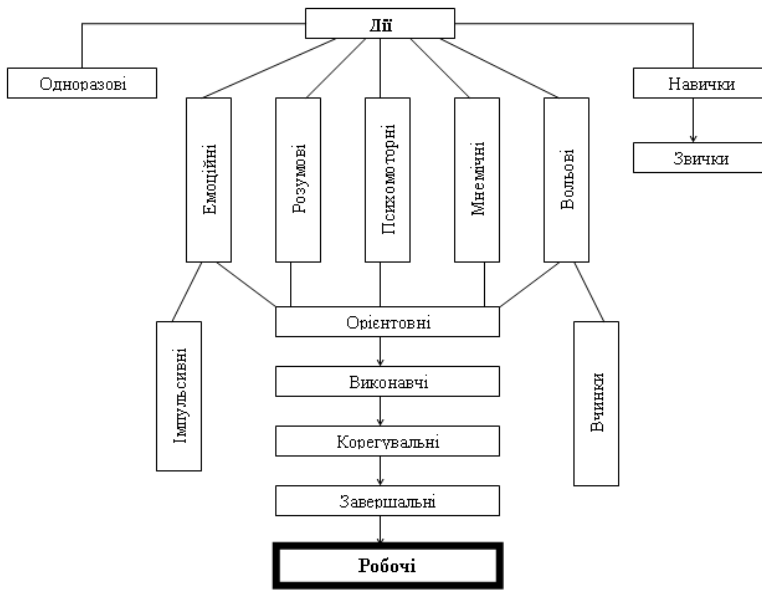 Дії
Одноразові
Навички
Звички
Емоційні
Розумові
Психомоторні
Мнемічні
Вольові
Орієнтовні
Імпульсивні
Виконавчі
Вчинки
Корегувальні
Завершальні
Робочі